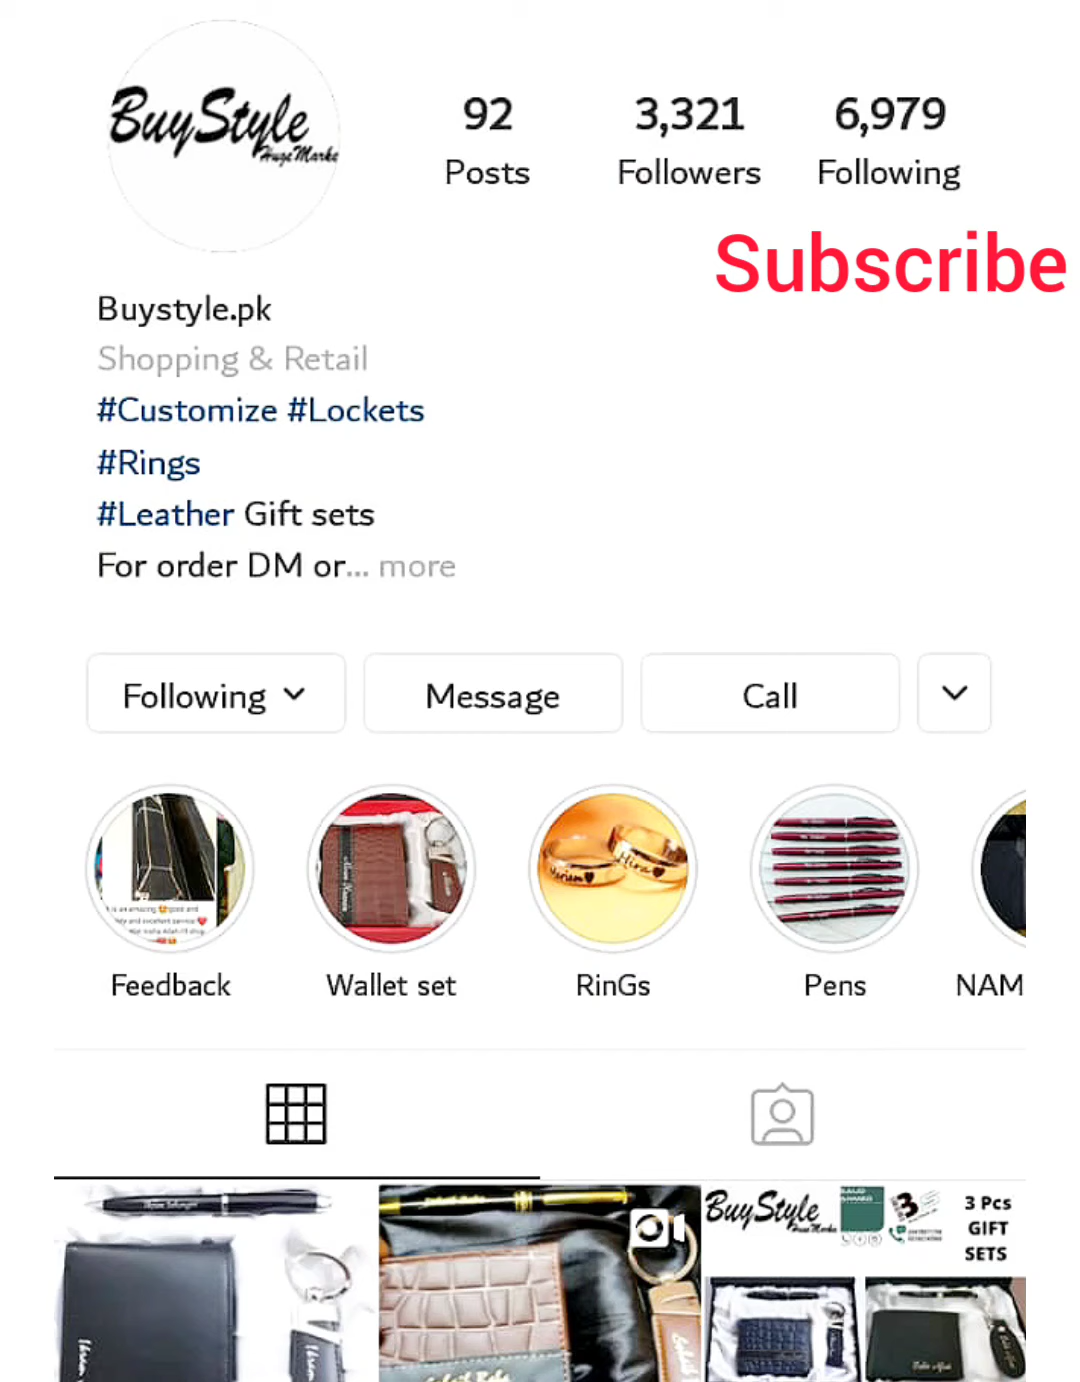 BuyStyle
92
3,321
6,979
Posts
Followers
Following
Subscribe
Buystyle.pk
Shopping & Retail
#Customize #Lockets
#Rings
#Leather Gift sets
For order DM or... more
Following
Message
Call
Feedback
Wallet set
RinGs
Pens
NAM
Hira
BuyStyle
3 Pcs
GIFT
SETS